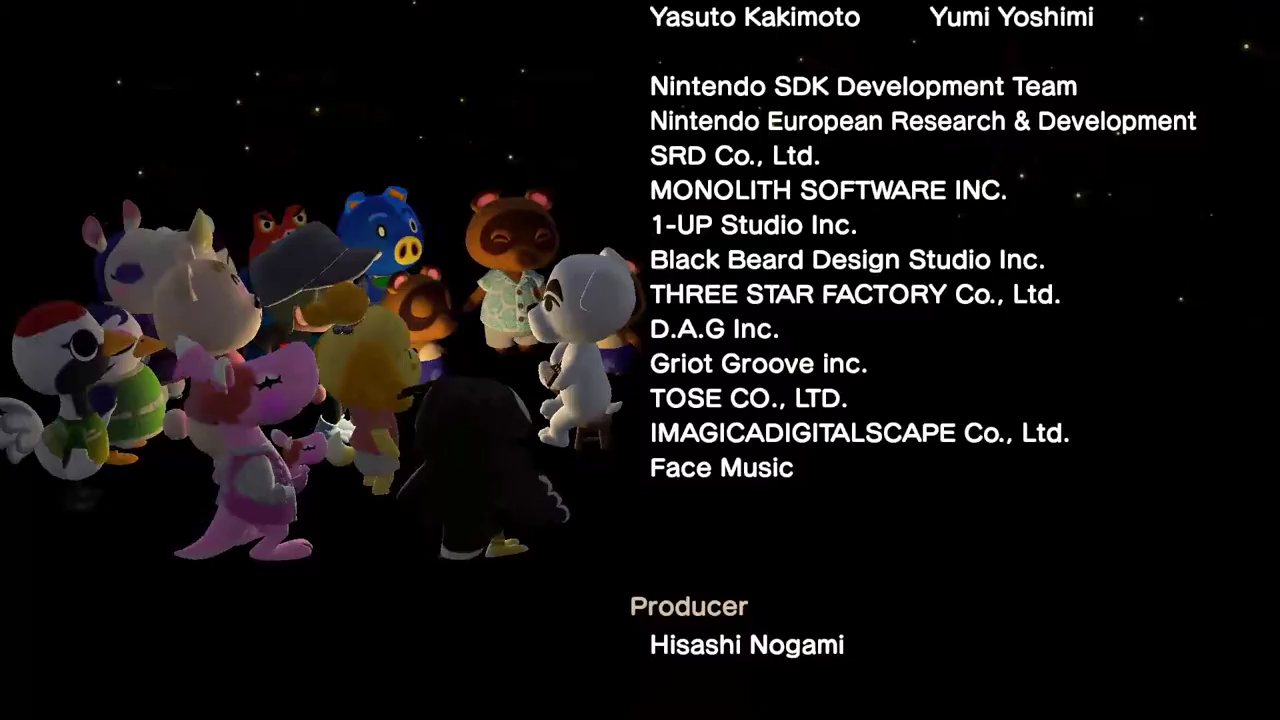 Yasuto Kakimoto Yumi Yoshimi
Nintendo SDK Development Team
Nintendo European Research & Development
SRD Co., Ltd.
MONOLITH SOFTWARE INC.
1-UP Studio Inc.
Black Beard Design Studio Inc.
THREE STAR FACTORY Co., Ltd.
D.A.G Inc.
Griot Groove inc.
TOSE CO., LTD.
IMAGICADIGITALSCAPE Co., Ltd.
Face Music
Producer
Hisashi Nogami